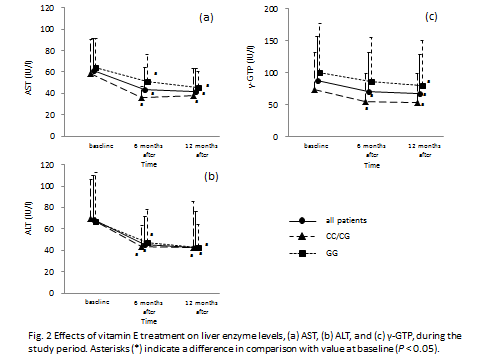 (a)
120
100
80
60
40
20
0
AST (IU/l)
baseline
6 months after
12 months after
Time
(c)
200
150
100
50
0
γ-GTP (IU/l)
baseline
6 months after
12 months after
Time
(b)
120
100
80
60
40
20
0
ALT (IU/l)
baseline
6 months after
12 months after
Time
all patients
CC/CG
GG
Fig. 2 Effects of vitamin E treatment on liver enzyme levels, (a) AST, (b) ALT, and (c) γ-GTP, during the
study period. Asterisks (*) indicate a difference in comparison with value at baseline (P < 0.05).